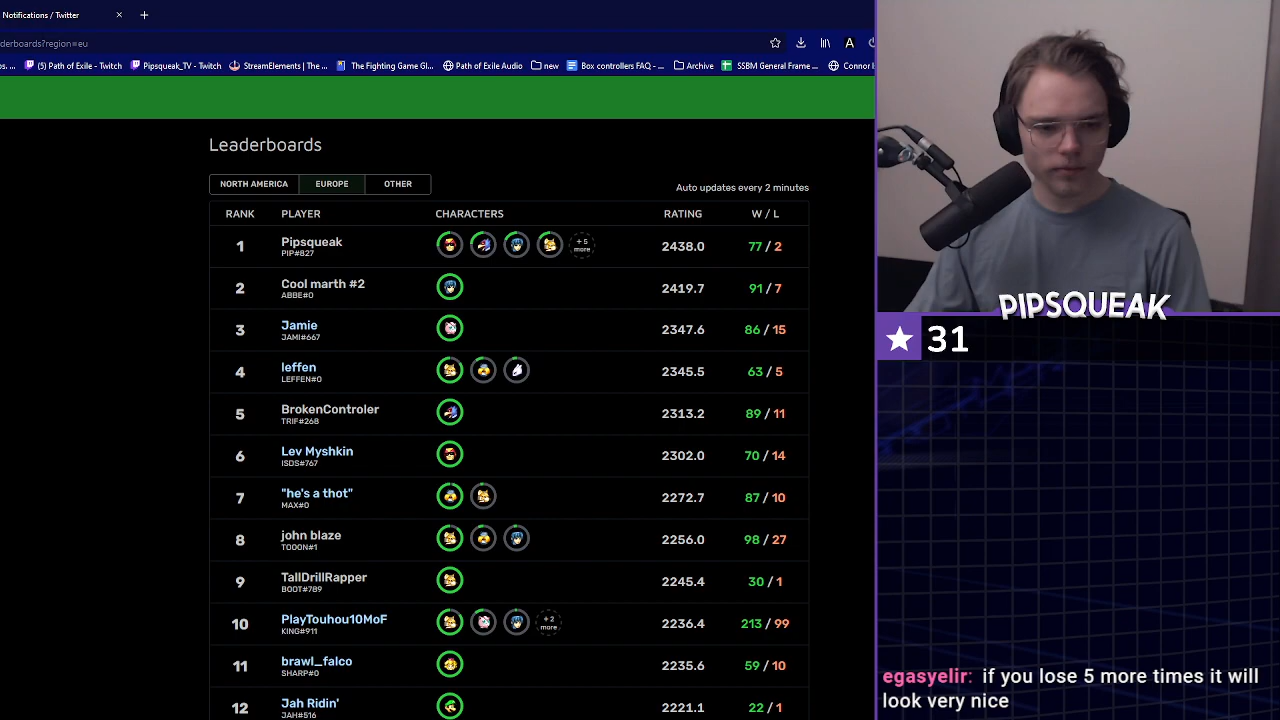 Notifications / Twitter
derboards?region=eu
(5) Path of Exile - Twitch
Pipsqueak_TV - Twitch
StreamElements | The ...
The Fighting Game Gl...
Path of Exile Audio
new
Box controllers FAQ - ...
Archive
SSBM General Frame ...
Connor
Leaderboards
NORTH AMERICA EUROPE OTHER
Auto updates every 2 minutes
RANK PLAYER CHARACTERS RATING W / L
1 Pipsqueak + 5 more 2438.0 77 / 2
PIP#827
2 Cool marth #2 2419.7 91 / 7
ABBE#0
3 Jamie 2347.6 86 / 15
JAMI#667
4 leffen 2345.5 63 / 5
LEFFEN#0
5 BrokenControler 2313.2 89 / 11
TRIF#268
6 Lev Myshkin 2302.0 70 / 14
ISDS#767
7 "he's a thot" 2272.7 87 / 10
MAX#0
8 john blaze 2256.0 98 / 27
TOOON#1
9 TallDrillRapper 2245.4 30 / 1
BOOT#789
10 PlayTouhou10MoF + 2 more 2236.4 213 / 99
KING#911
11 brawl_falco 2235.6 59 / 10
SHARP#0
12 Jah Ridin' 2221.1 22 / 1
JAH#516
PIPSQUEAK
31
egasyelir: if you lose 5 more times it will
look very nice